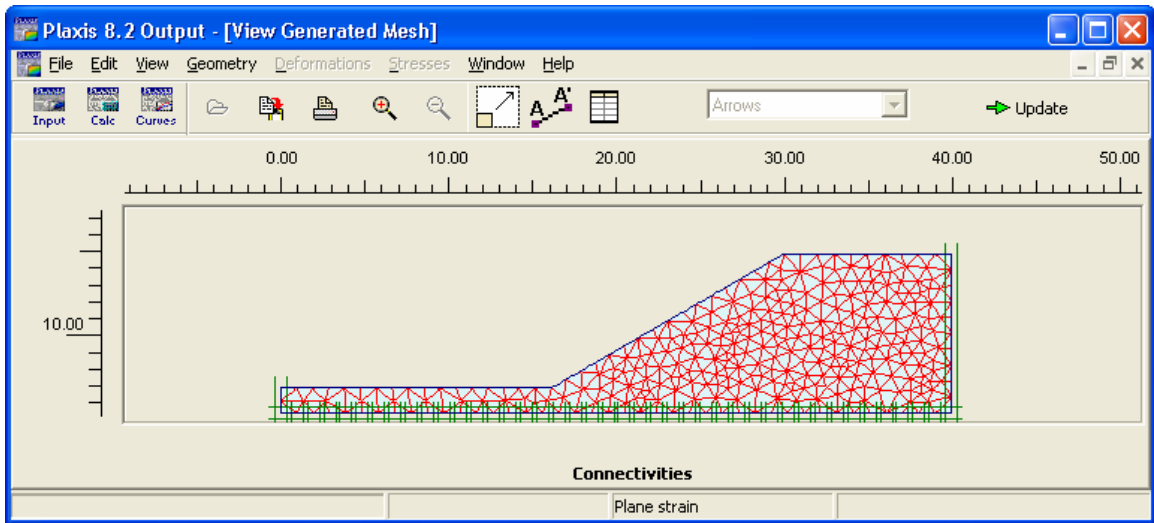 Plaxis 8.2 Output - [View Generated Mesh]
File Edit View Geometry Deformations Stresses Window Help
Input Calc Curves A A' Arrows Update
0.00 10.00 20.00 30.00 40.00 50.00
10.00
Connectivities
Plane strain